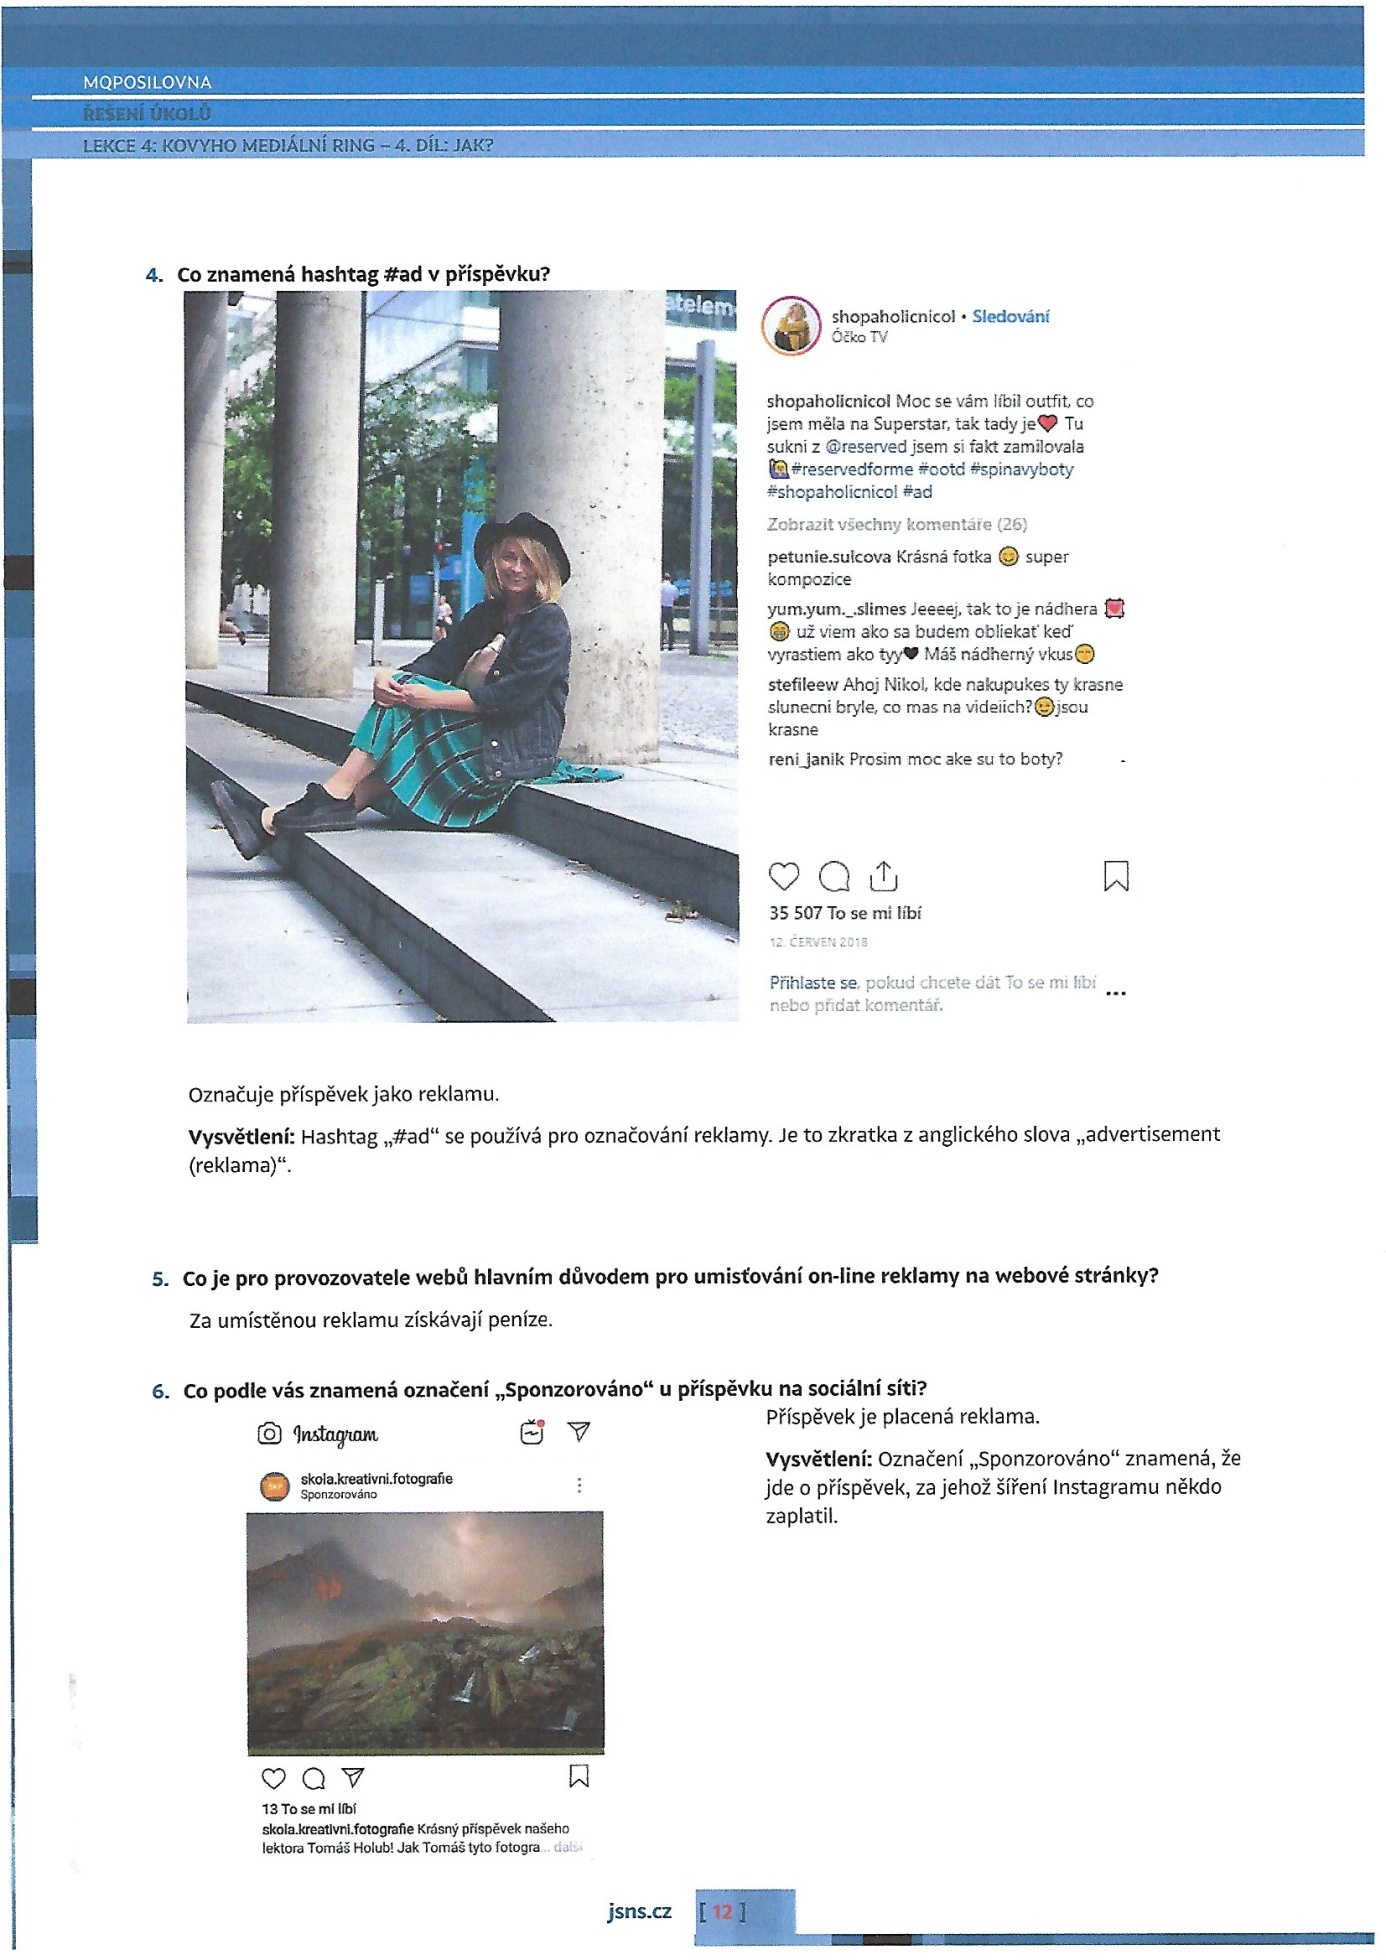 MQPOSILOVNA
ŘEŠENÍ ÚKOLŮ
LEKCE 4: KOVYHO MEDIÁLNÍ RING – 4. DÍL: JAK?
4. Co znamená hashtag #ad v příspěvku?
atelem
shopaholicnicol • Sledování
Óčko TV
shopaholicnicol Moc se vám líbil outfit, co
jsem měla na Superstar, tak tady je❤️ Tu
sukni z @reserved jsem si fakt zamilovala
🙋#reservedforme #ootd #spinavyboty
#shopaholicnicol #ad
Zobrazit všechny komentáře (26)
petunie.sulcova Krásná fotka 😊 super
kompozice
yum.yum._.slimes Jeeeej, tak to je nádhera 💟
😁 už viem ako sa budem obliekať keď
vyrastiem ako tyy🖤 Máš nádherný vkus😊
stefileew Ahoj Nikol, kde nakupukes ty krasne
slunecni bryle, co mas na videiich?😉jsou
krasne
reni_janik Prosim moc ake su to boty?
35 507 To se mi líbí
12. ČERVEN 2018
Přihlaste se, pokud chcete dát To se mi líbí
nebo přidat komentář.
Označuje příspěvek jako reklamu.
Vysvětlení: Hashtag „#ad“ se používá pro označování reklamy. Je to zkratka z anglického slova „advertisement
(reklama)“.
5. Co je pro provozovatele webů hlavním důvodem pro umisťování on-line reklamy na webové stránky?
Za umístěnou reklamu získávají peníze.
6. Co podle vás znamená označení „Sponzorováno“ u příspěvku na sociální síti?
Instagram
skola.kreativni.fotografie
Sponzorováno
13 To se mi líbí
skola.kreativni.fotografie Krásný příspěvek našeho
lektora Tomáš Holub! Jak Tomáš tyto fotogra... další
Příspěvek je placená reklama.
Vysvětlení: Označení „Sponzorováno“ znamená, že
jde o příspěvek, za jehož šíření Instagramu někdo
zaplatil.
jsns.cz [ 12 ]